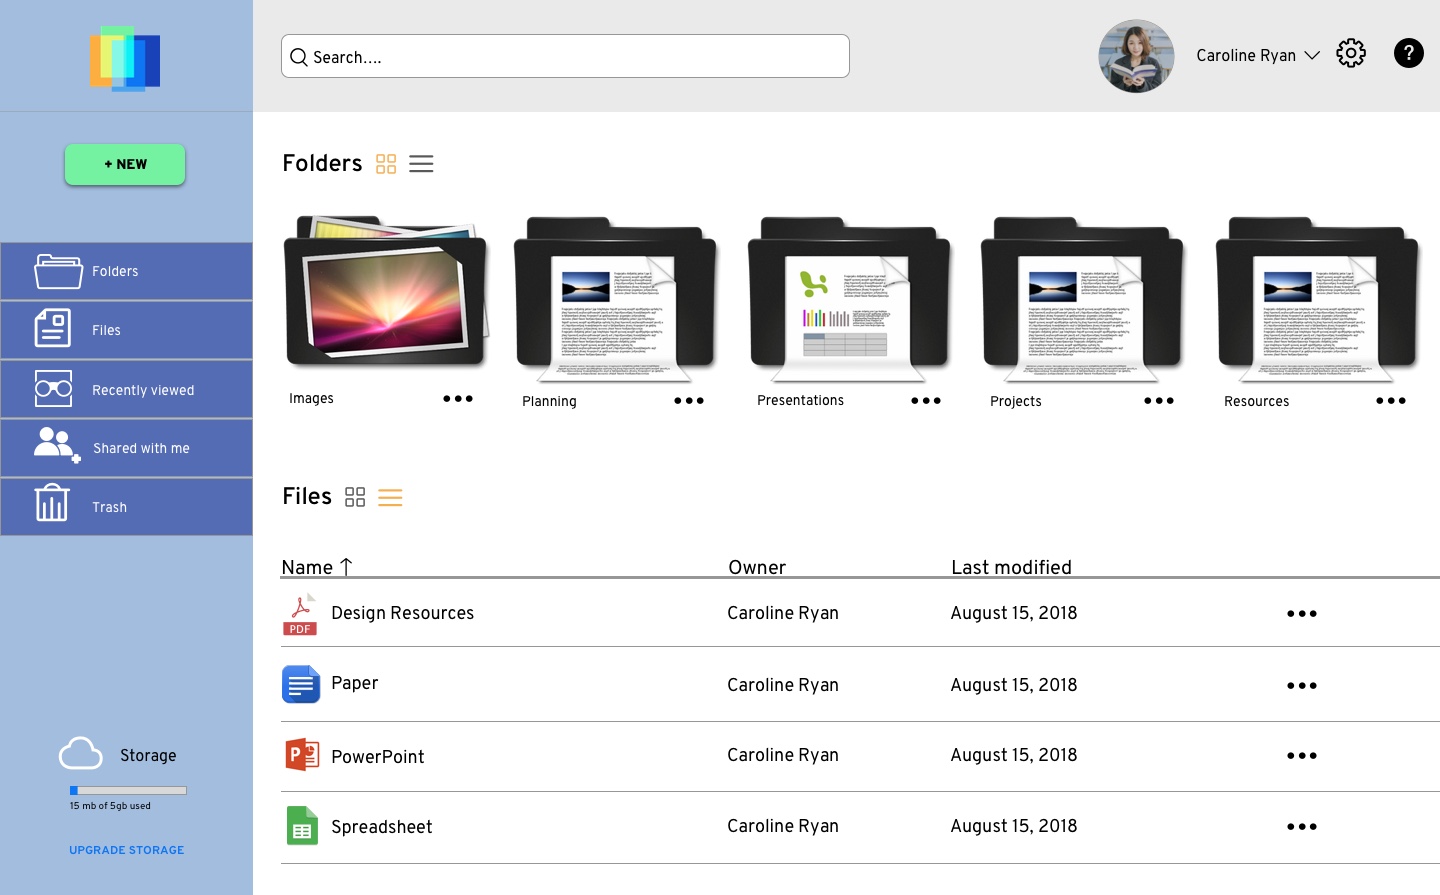 Search....
Caroline Ryan
?
+ NEW
Folders
Files
Recently viewed
Shared with me
Trash
Storage
15 mb of 5gb used
UPGRADE STORAGE
Folders
Images
Planning
Presentations
Projects
Resources
Files
Name ↑ Owner Last modified
PDF Design Resources Caroline Ryan August 15, 2018
Paper Caroline Ryan August 15, 2018
P PowerPoint Caroline Ryan August 15, 2018
Spreadsheet Caroline Ryan August 15, 2018